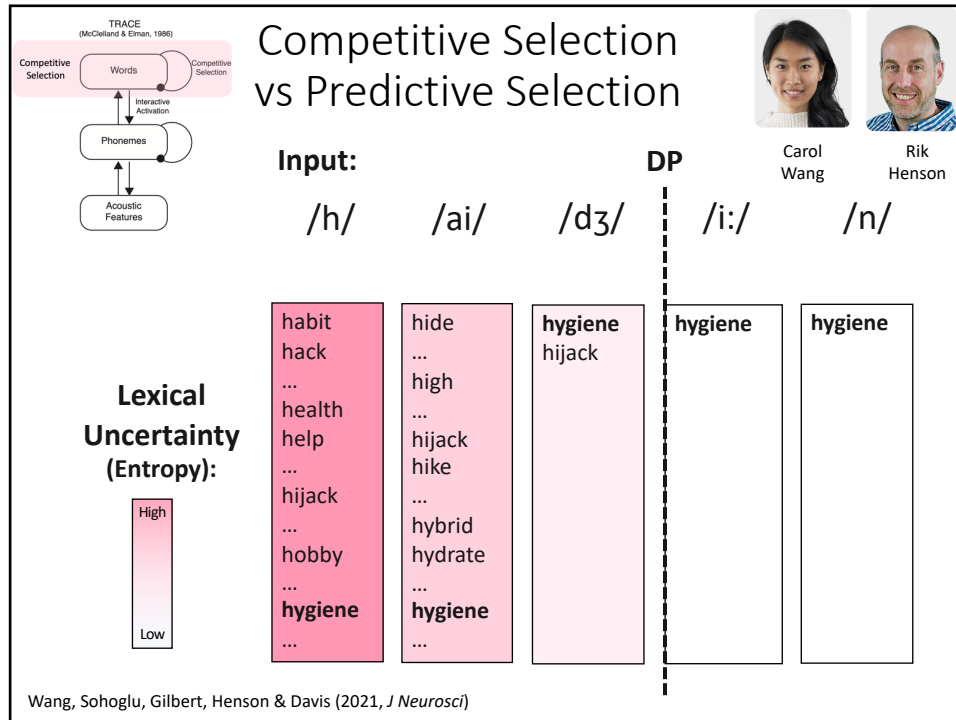 TRACE
(McClelland & Elman, 1986)
Competitive
Selection
Words
Competitive
Selection
Interactive
Activation
Phonemes
Acoustic
Features
Competitive Selection
vs Predictive Selection
Carol
Wang
Rik
Henson
Input:
DP
/h/
/ai/
/dʒ/
/i:/
/n/
Lexical
Uncertainty
(Entropy):
High
Low
habit
hack
...
health
help
...
hijack
...
hobby
...
hygiene
...
hide
...
high
...
hijack
hike
...
hybrid
hydrate
...
hygiene
...
hygiene
hijack
hygiene
hygiene
Wang, Sohoglu, Gilbert, Henson & Davis (2021, J Neurosci)